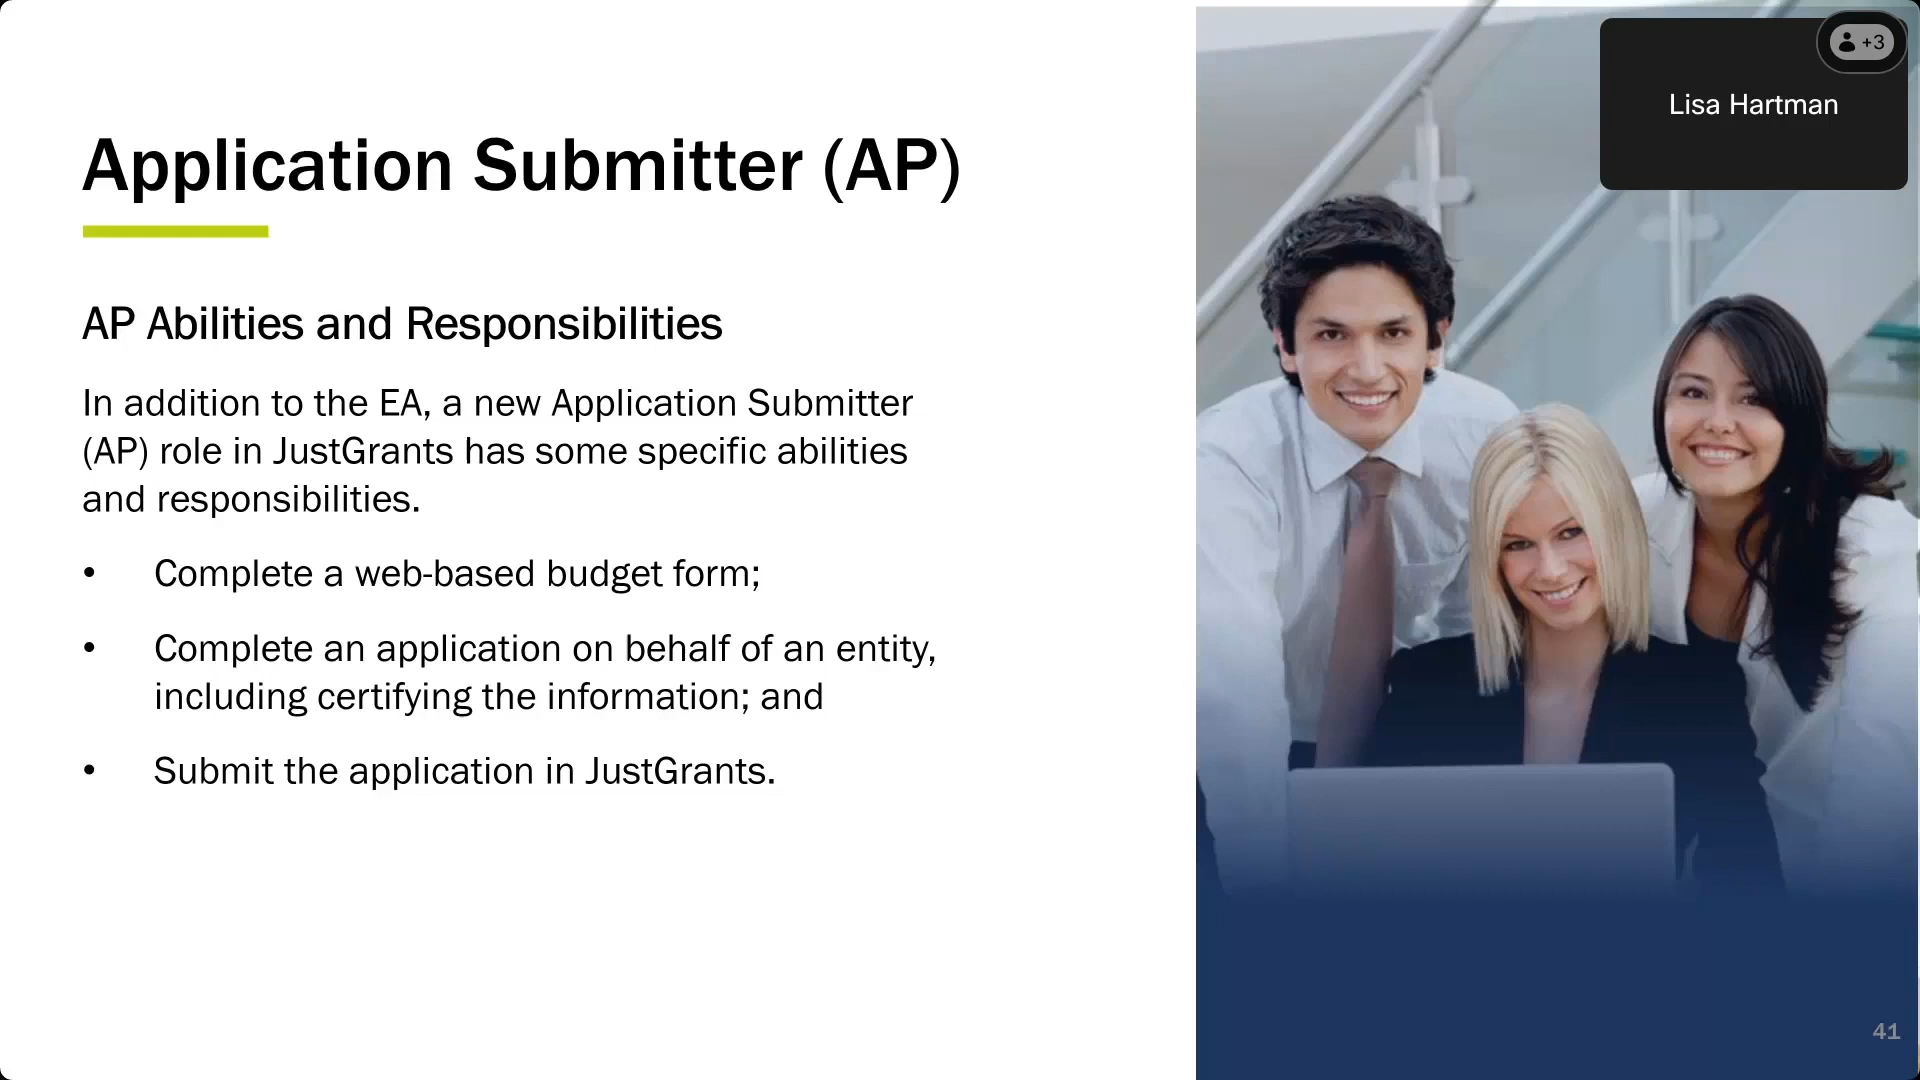 Application Submitter (AP)
AP Abilities and Responsibilities
In addition to the EA, a new Application Submitter
(AP) role in JustGrants has some specific abilities
and responsibilities.
• Complete a web-based budget form;
• Complete an application on behalf of an entity,
including certifying the information; and
• Submit the application in JustGrants.
+3
Lisa Hartman
41